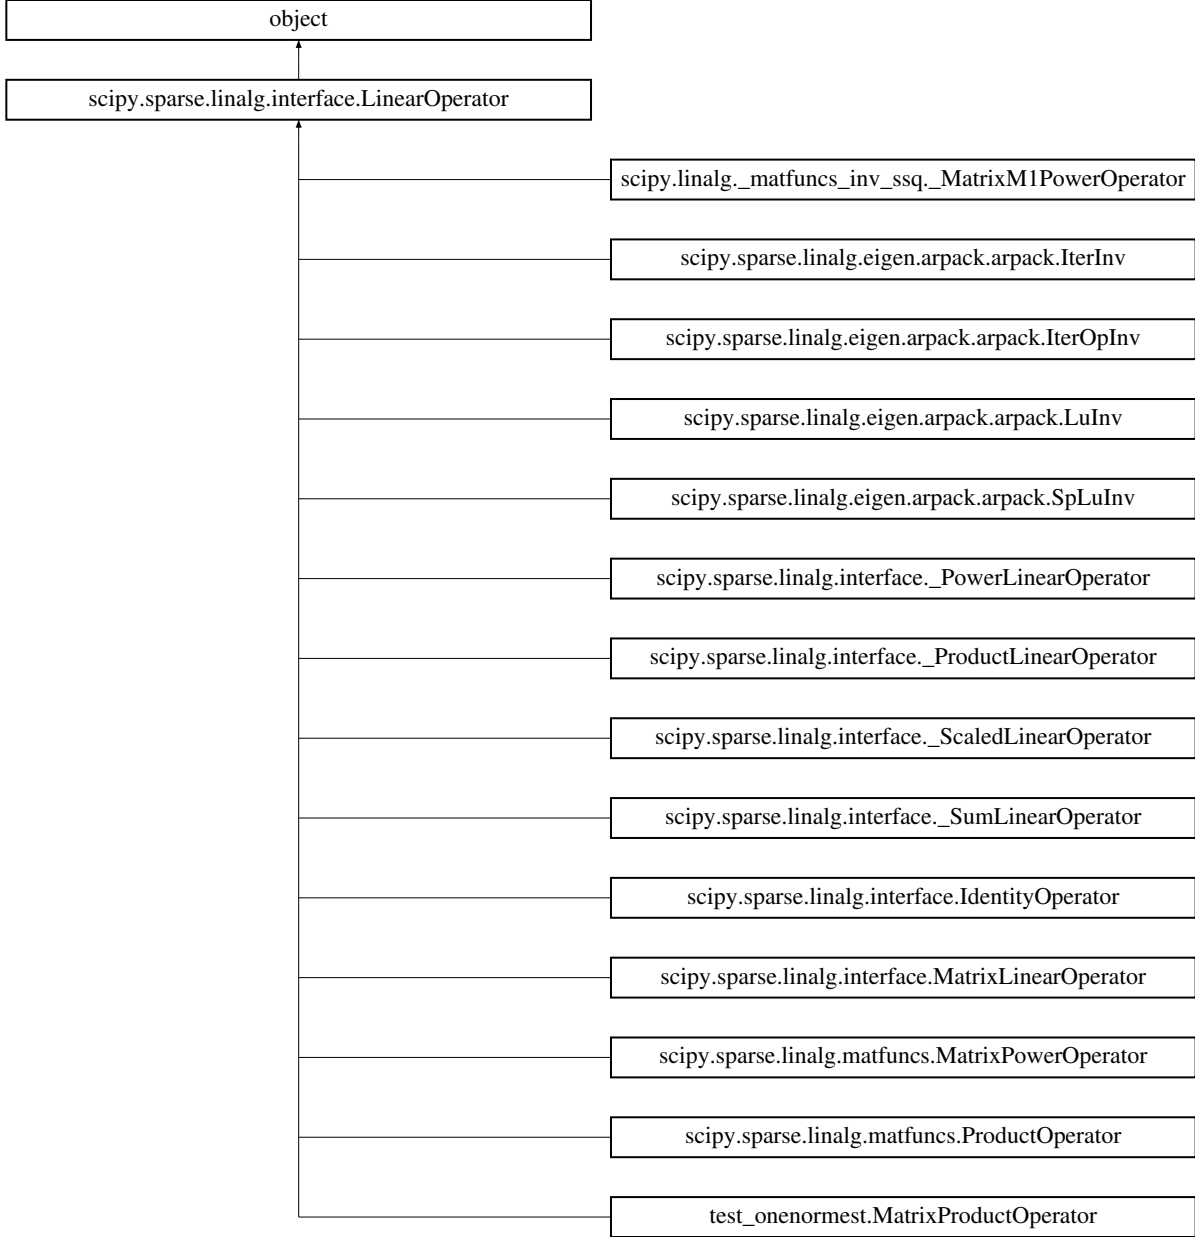 object
scipy.sparse.linalg.interface.LinearOperator
scipy.linalg._matfuncs_inv_ssq._MatrixM1PowerOperator
scipy.sparse.linalg.eigen.arpack.arpack.IterInv
scipy.sparse.linalg.eigen.arpack.arpack.IterOpInv
scipy.sparse.linalg.eigen.arpack.arpack.LuInv
scipy.sparse.linalg.eigen.arpack.arpack.SpLuInv
scipy.sparse.linalg.interface._PowerLinearOperator
scipy.sparse.linalg.interface._ProductLinearOperator
scipy.sparse.linalg.interface._ScaledLinearOperator
scipy.sparse.linalg.interface._SumLinearOperator
scipy.sparse.linalg.interface.IdentityOperator
scipy.sparse.linalg.interface.MatrixLinearOperator
scipy.sparse.linalg.matfuncs.MatrixPowerOperator
scipy.sparse.linalg.matfuncs.ProductOperator
test_onenormest.MatrixProductOperator